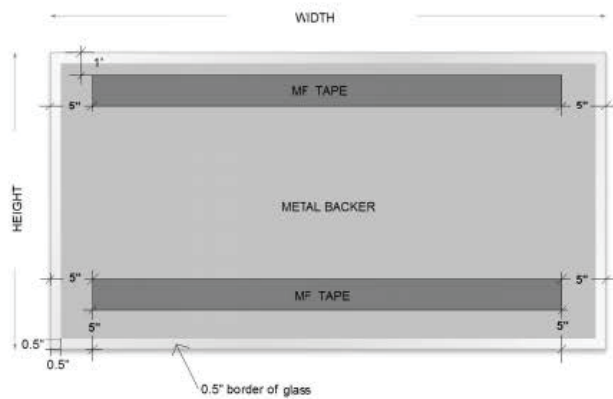 WIDTH
1"
MF TAPE
5"
5"
HEIGHT
METAL BACKER
5"
5"
MF TAPE
5"
5"
0.5"
0.5"
0.5" border of glass